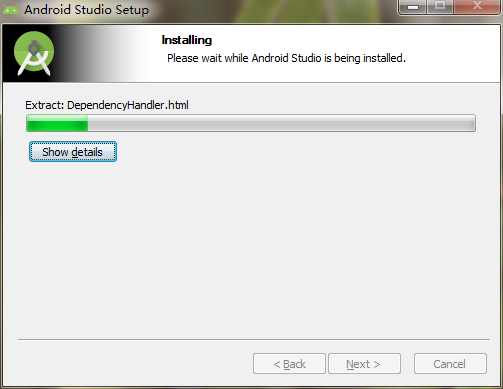 Android Studio Setup
Installing
Please wait while Android Studio is being installed.
Extract: DependencyHandler.html
Show details
< Back
Next >
Cancel